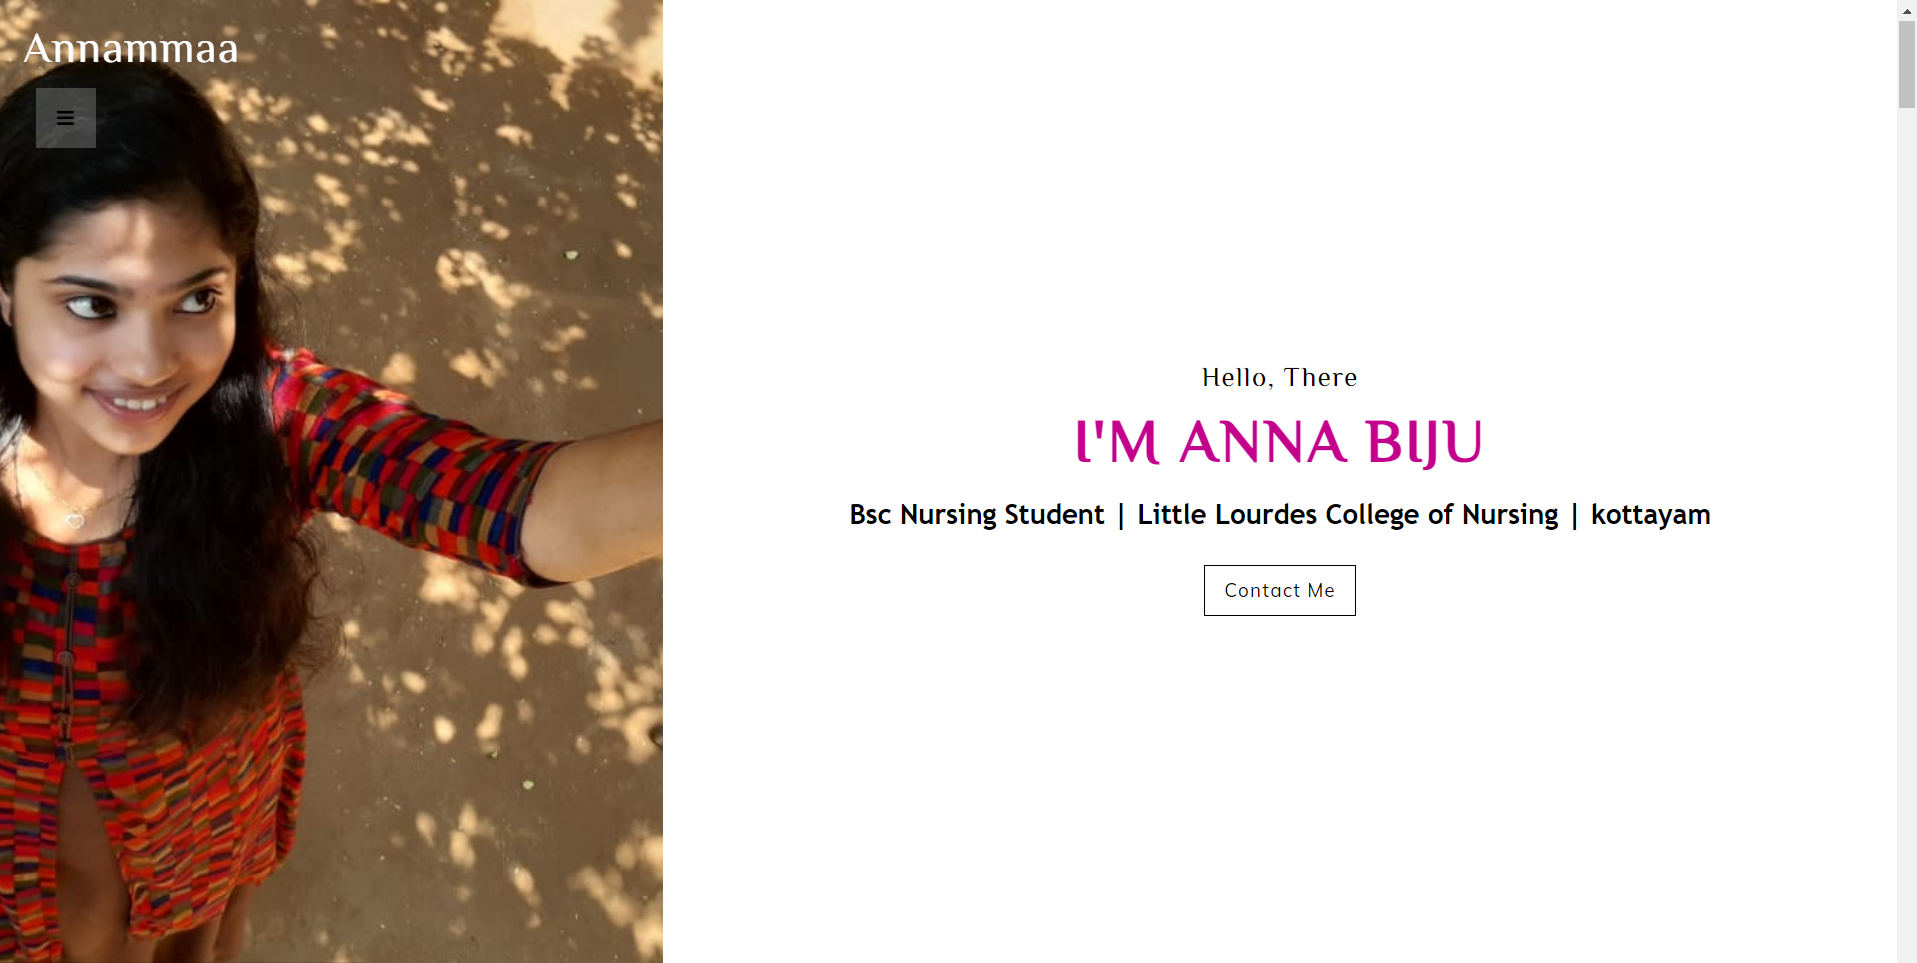 Annammaa
Hello, There
I'M ANNA BIJU
Bsc Nursing Student | Little Lourdes College of Nursing | kottayam
Contact Me